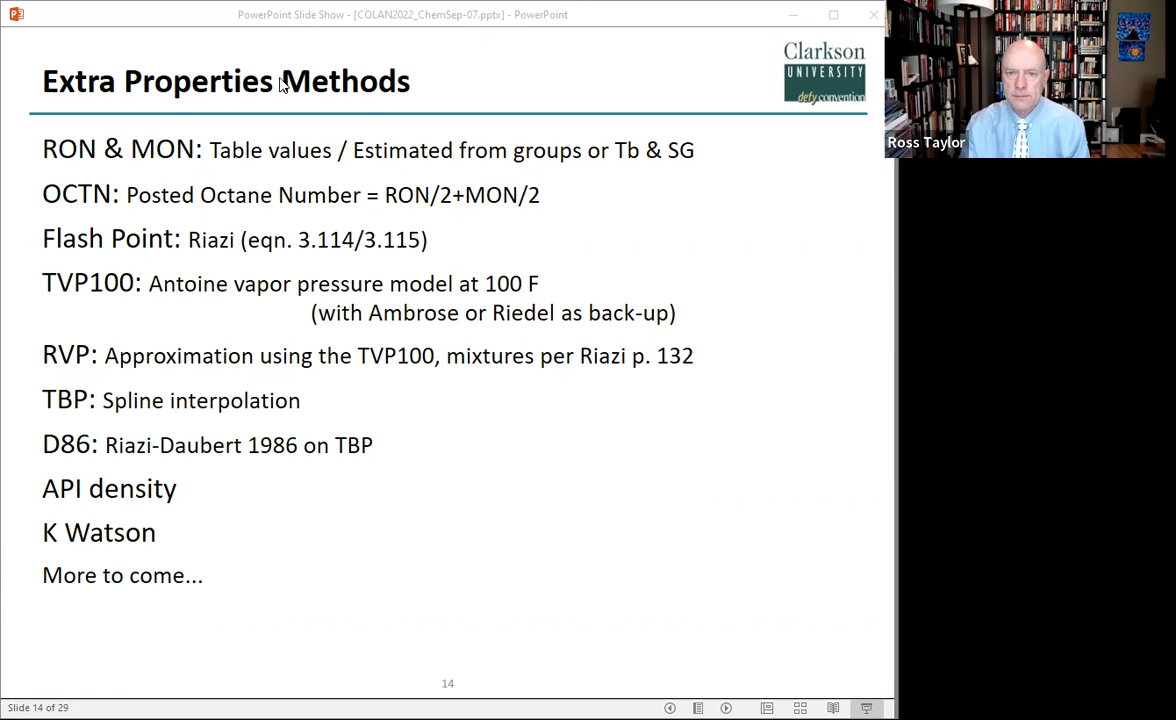 PowerPoint Slide Show - [COLAN2022_ChemSep-07.pptx] - PowerPoint
Extra Properties Methods
Clarkson
UNIVERSITY
defy convention
Ross Taylor
RON & MON: Table values / Estimated from groups or Tb & SG
OCTN: Posted Octane Number = RON/2+MON/2
Flash Point: Riazi (eqn. 3.114/3.115)
TVP100: Antoine vapor pressure model at 100 F
(with Ambrose or Riedel as back-up)
RVP: Approximation using the TVP100, mixtures per Riazi p. 132
TBP: Spline interpolation
D86: Riazi-Daubert 1986 on TBP
API density
K Watson
More to come...
14
Slide 14 of 29